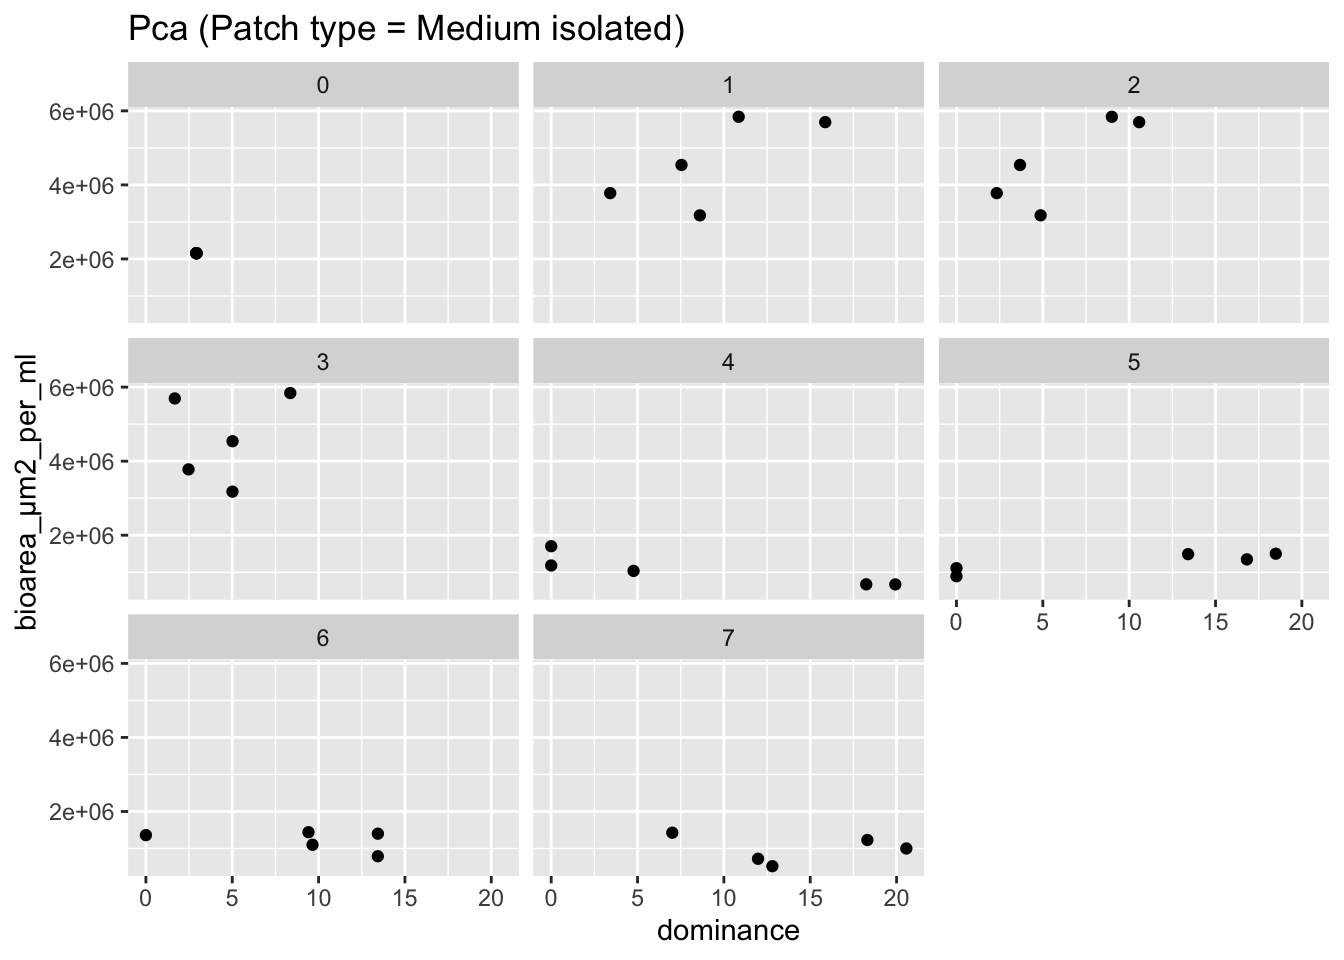 Pca (Patch type = Medium isolated)
0 1 2
6e+06
4e+06
2e+06
3 4 5
6e+06
4e+06
2e+06
0 5 10 15 20
6 7
6e+06
4e+06
2e+06
0 5 10 15 20 0 5 10 15 20
dominance
bioarea_µm2_per_ml